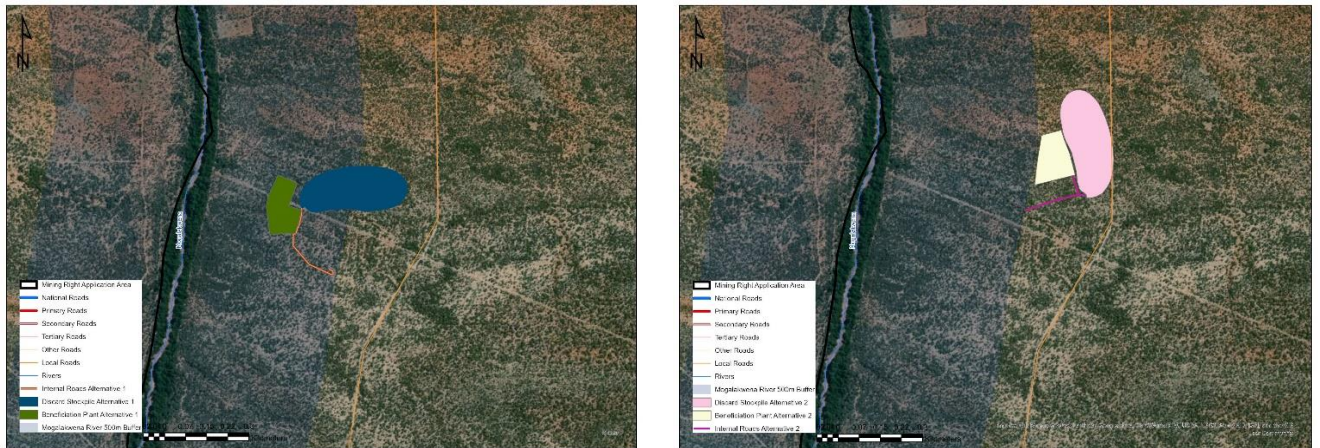 Mining Right Application Area
National Roads
Primary Roads
Secondary Roads
Tertiary Roads
Other Roads
Local Roads
Rivers
Internal Roads Alternative 1
Discard Stockpile Alternative 1
Beneficiation Plant Alternative 1
Mogalakwena River 500m Buffer
Mining Right Application Area
National Roads
Primary Roads
Secondary Roads
Tertiary Roads
Other Roads
Local Roads
Rivers
Mogalakwena River 500m Buffer
Discard Stockpile Alternative 2
Beneficiation Plant Alternative 2
Internal Roads Alternative 2